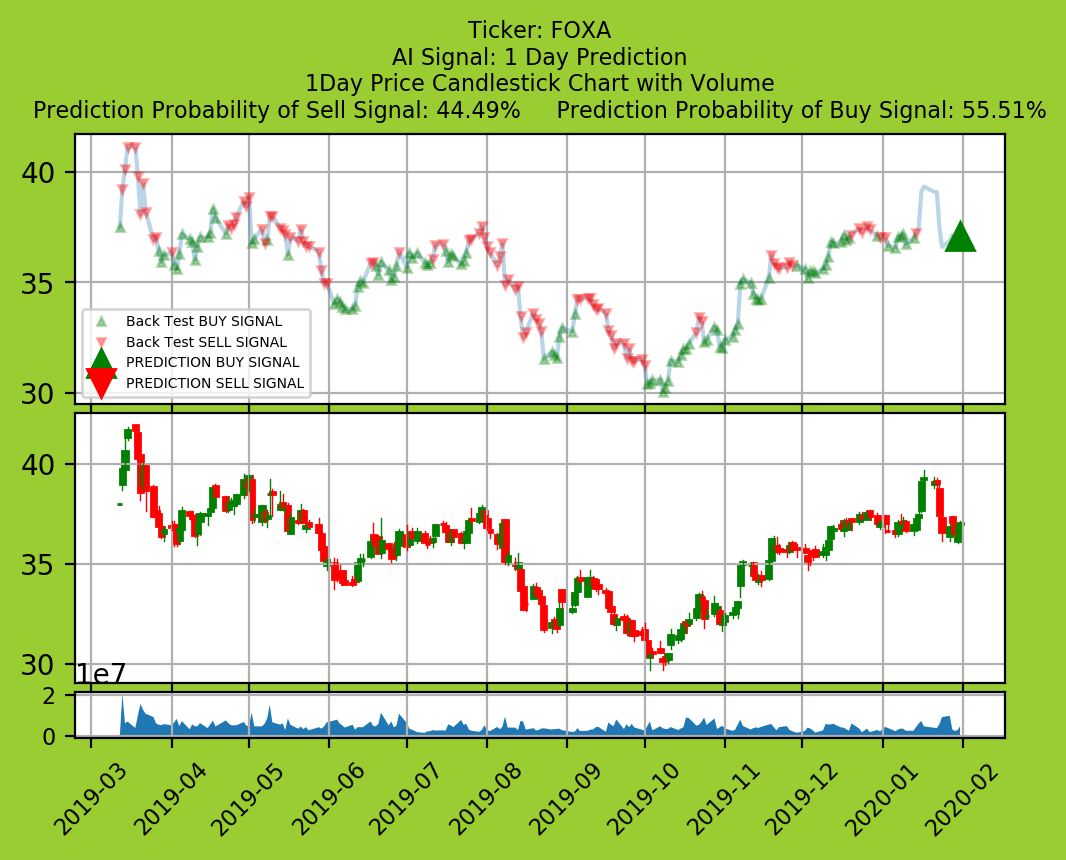 Ticker: FOXA
AI Signal: 1 Day Prediction
1Day Price Candlestick Chart with Volume
Prediction Probability of Sell Signal: 44.49%     Prediction Probability of Buy Signal: 55.51%
40
35
30
Back Test BUY SIGNAL
Back Test SELL SIGNAL
PREDICTION BUY SIGNAL
PREDICTION SELL SIGNAL
40
35
30
1e7
2
0
2019-03
2019-04
2019-05
2019-06
2019-07
2019-08
2019-09
2019-10
2019-11
2019-12
2020-01
2020-02